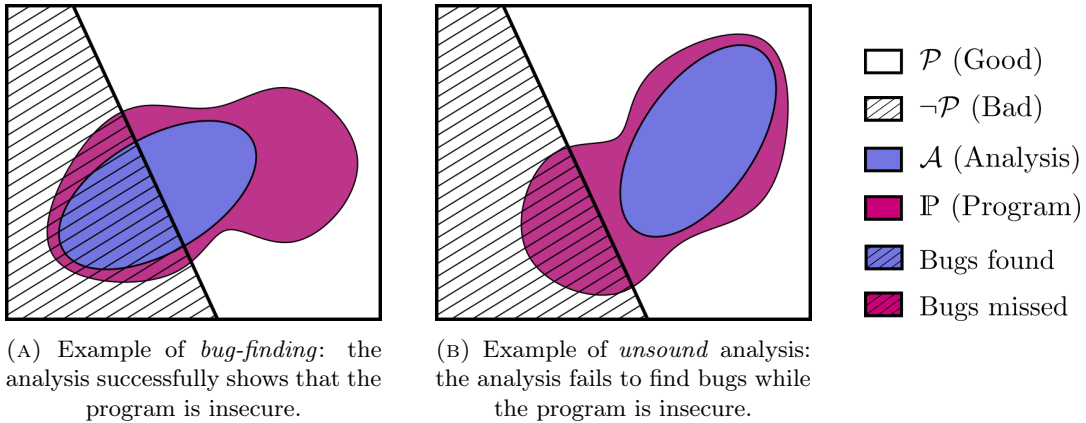 𝒫 (Good)
¬𝒫 (Bad)
𝒜 (Analysis)
ℙ (Program)
Bugs found
Bugs missed
(A) Example of bug-finding: the
analysis successfully shows that the
program is insecure.
(B) Example of unsound analysis:
the analysis fails to find bugs while
the program is insecure.